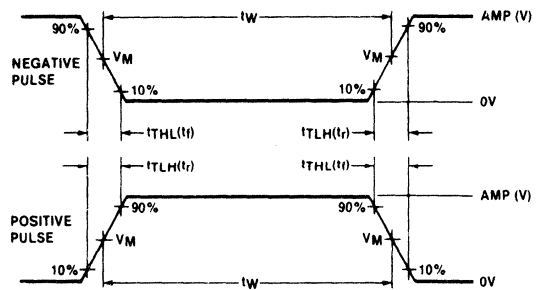 90% tW 90% AMP (V)
NEGATIVE PULSE VM VM
10% 10% 0V
tTHL(tf) tTLH(tr)
tTLH(tr) tTHL(tf)
AMP (V)
90% 90%
POSITIVE PULSE VM VM
10% tW 10% 0V